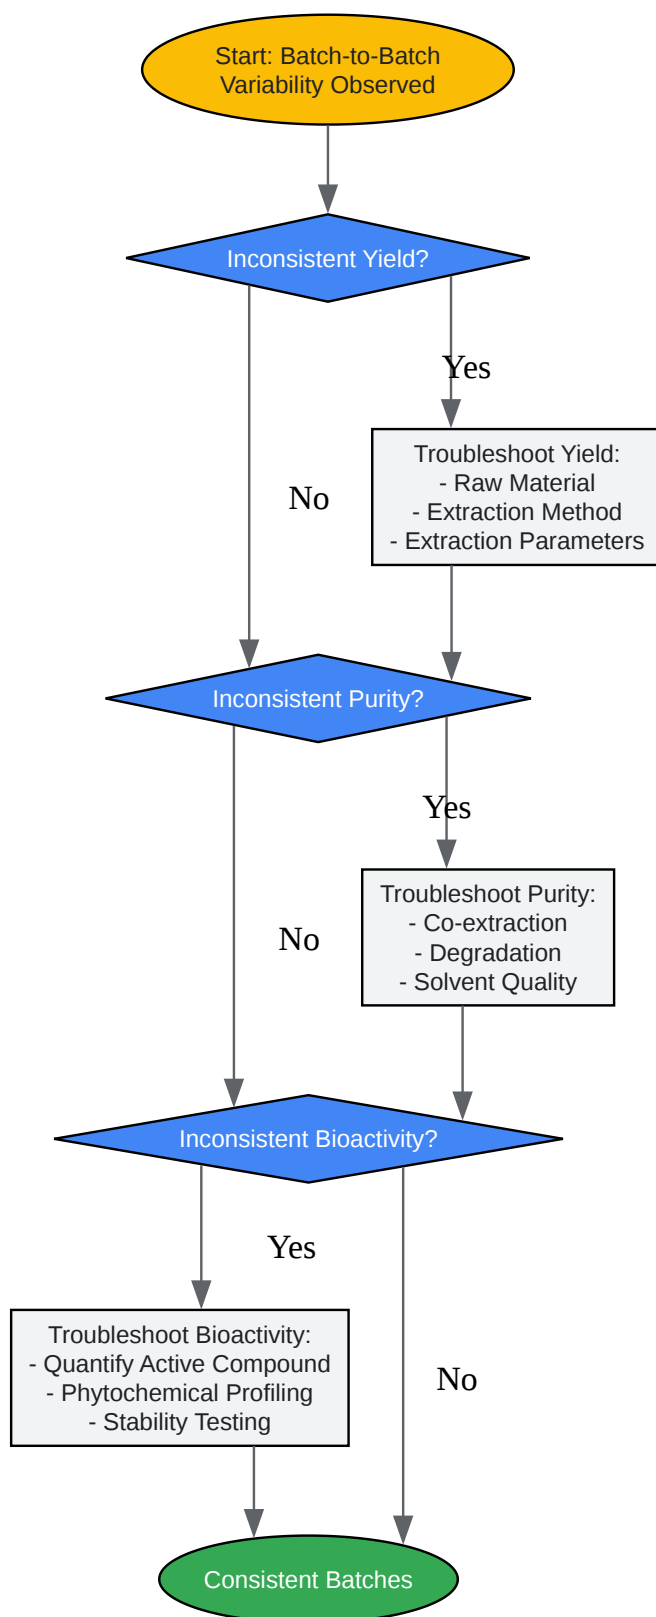 Start: Batch-to-Batch
Variability Observed
Inconsistent Yield?
Yes
Troubleshoot Yield:
- Raw Material
- Extraction Method
- Extraction Parameters
No
Inconsistent Purity?
Yes
Troubleshoot Purity:
- Co-extraction
- Degradation
- Solvent Quality
No
Inconsistent Bioactivity?
Yes
Troubleshoot Bioactivity:
- Quantify Active Compound
- Phytochemical Profiling
- Stability Testing
No
Consistent Batches